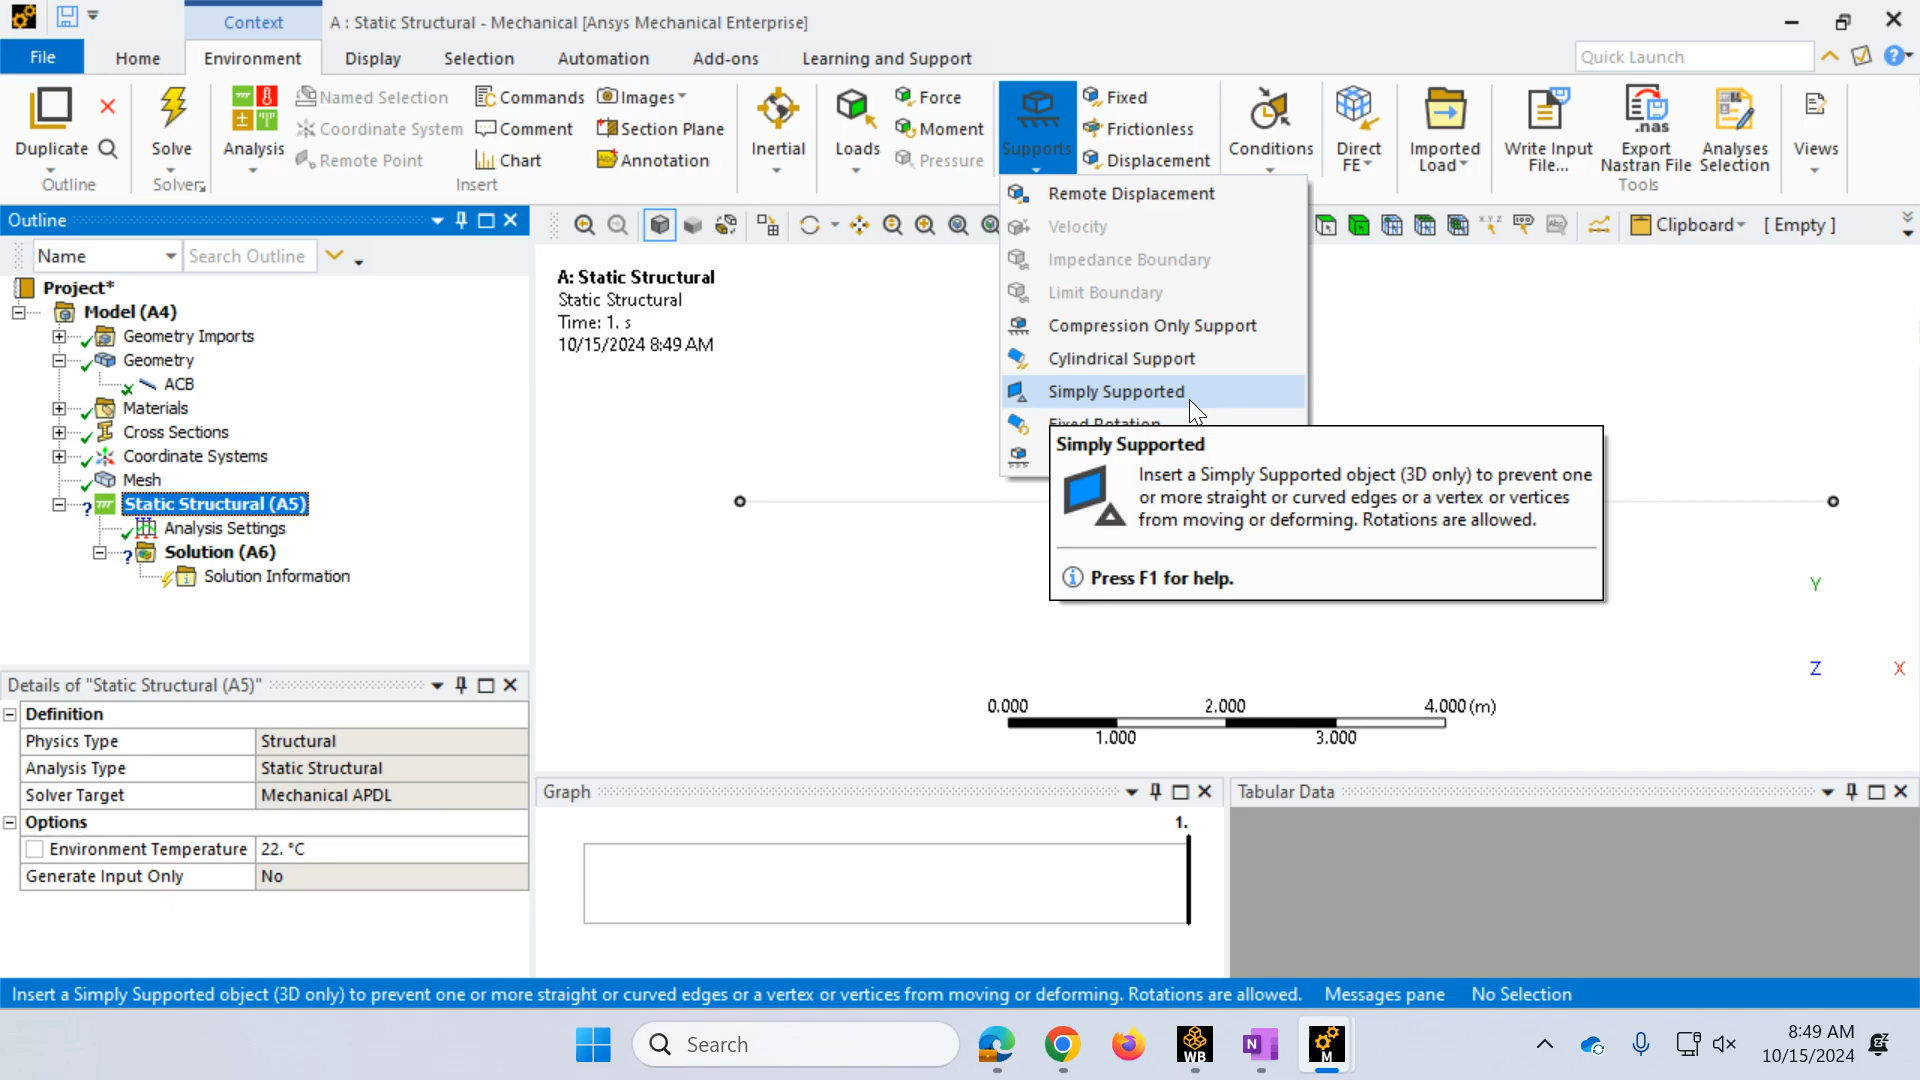 Context
A : Static Structural - Mechanical [Ansys Mechanical Enterprise]
File
Home
Environment
Display
Selection
Automation
Add-ons
Learning and Support
Quick Launch
Duplicate
Outline
Solve
Solver
Analysis
Named Selection
Coordinate System
Remote Point
Commands
Comment
Chart
Images
Section Plane
Annotation
Insert
Inertial
Loads
Force
Moment
Pressure
Supports
Fixed
Frictionless
Displacement
Conditions
Direct
FE
Imported
Load
Write Input
File...
.nas
Export
Nastran File
Analyses
Selection
Tools
Views
Remote Displacement
Velocity
Impedance Boundary
Limit Boundary
Compression Only Support
Cylindrical Support
Simply Supported
Fixed Rotation
Simply Supported
Insert a Simply Supported object (3D only) to prevent one
or more straight or curved edges or a vertex or vertices
from moving or deforming. Rotations are allowed.
Press F1 for help.
Outline
Name
Search Outline
Clipboard
[ Empty ]
Project*
Model (A4)
Geometry Imports
Geometry
ACB
Materials
Cross Sections
Coordinate Systems
Mesh
Static Structural (A5)
Analysis Settings
Solution (A6)
Solution Information
A: Static Structural
Static Structural
Time: 1. s
10/15/2024 8:49 AM
Y
Z
X
0.000
2.000
4.000 (m)
1.000
3.000
Details of "Static Structural (A5)"
Definition
Physics Type
Structural
Analysis Type
Static Structural
Solver Target
Mechanical APDL
Options
Environment Temperature
22. °C
Generate Input Only
No
Graph
1.
Tabular Data
Insert a Simply Supported object (3D only) to prevent one or more straight or curved edges or a vertex or vertices from moving or deforming. Rotations are allowed.
Messages pane
No Selection
Search
WB
N
M
8:49 AM
10/15/2024